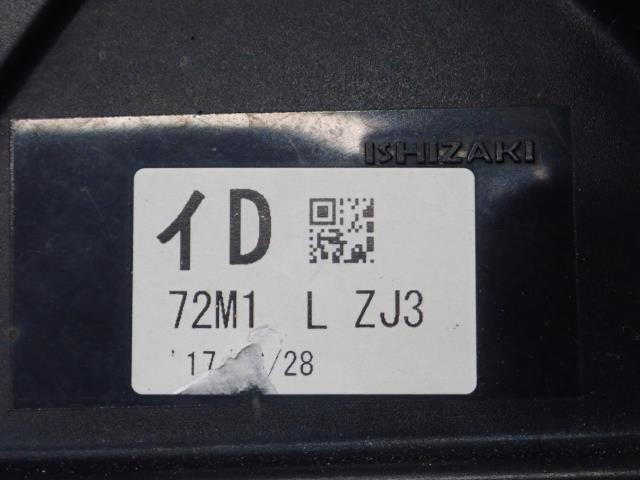 ISHIZAKI
イD
72M1 L ZJ3
'17/ /28